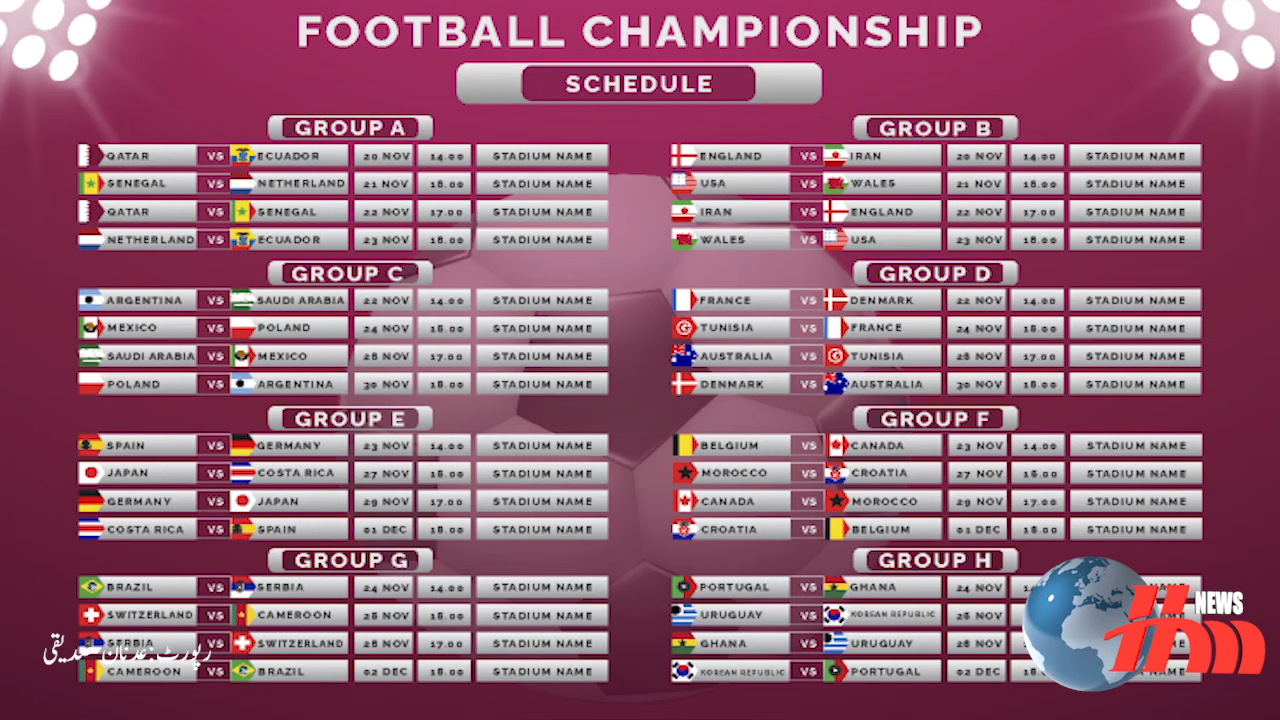 FOOTBALL CHAMPIONSHIP
SCHEDULE
GROUP A
QATAR VS ECUADOR 20 NOV 14.00 STADIUM NAME
SENEGAL VS NETHERLAND 21 NOV 18.00 STADIUM NAME
QATAR VS SENEGAL 22 NOV 17.00 STADIUM NAME
NETHERLAND VS ECUADOR 23 NOV 18.00 STADIUM NAME
GROUP B
ENGLAND VS IRAN 20 NOV 14.00 STADIUM NAME
USA VS WALES 21 NOV 18.00 STADIUM NAME
IRAN VS ENGLAND 22 NOV 17.00 STADIUM NAME
WALES VS USA 23 NOV 18.00 STADIUM NAME
GROUP C
ARGENTINA VS SAUDI ARABIA 22 NOV 14.00 STADIUM NAME
MEXICO VS POLAND 24 NOV 18.00 STADIUM NAME
SAUDI ARABIA VS MEXICO 28 NOV 17.00 STADIUM NAME
POLAND VS ARGENTINA 30 NOV 18.00 STADIUM NAME
GROUP D
FRANCE VS DENMARK 22 NOV 14.00 STADIUM NAME
TUNISIA VS FRANCE 24 NOV 18.00 STADIUM NAME
AUSTRALIA VS TUNISIA 28 NOV 17.00 STADIUM NAME
DENMARK VS AUSTRALIA 30 NOV 18.00 STADIUM NAME
GROUP E
SPAIN VS GERMANY 23 NOV 14.00 STADIUM NAME
JAPAN VS COSTA RICA 27 NOV 18.00 STADIUM NAME
GERMANY VS JAPAN 29 NOV 17.00 STADIUM NAME
COSTA RICA VS SPAIN 01 DEC 18.00 STADIUM NAME
GROUP F
BELGIUM VS CANADA 23 NOV 14.00 STADIUM NAME
MOROCCO VS CROATIA 27 NOV 18.00 STADIUM NAME
CANADA VS MOROCCO 29 NOV 17.00 STADIUM NAME
CROATIA VS BELGIUM 01 DEC 18.00 STADIUM NAME
GROUP G
BRAZIL VS SERBIA 24 NOV 14.00 STADIUM NAME
SWITZERLAND VS CAMEROON 26 NOV 18.00 STADIUM NAME
SERBIA VS SWITZERLAND 28 NOV 17.00 STADIUM NAME
CAMEROON VS BRAZIL 02 DEC 18.00 STADIUM NAME
GROUP H
PORTUGAL VS GHANA 24 NOV
URUGUAY VS KOREAN REPUBLIC 26 NOV
GHANA VS URUGUAY 28 NOV
KOREAN REPUBLIC VS PORTUGAL 02 DEC
رپورٹ: عدنان صدیقی
NEWS